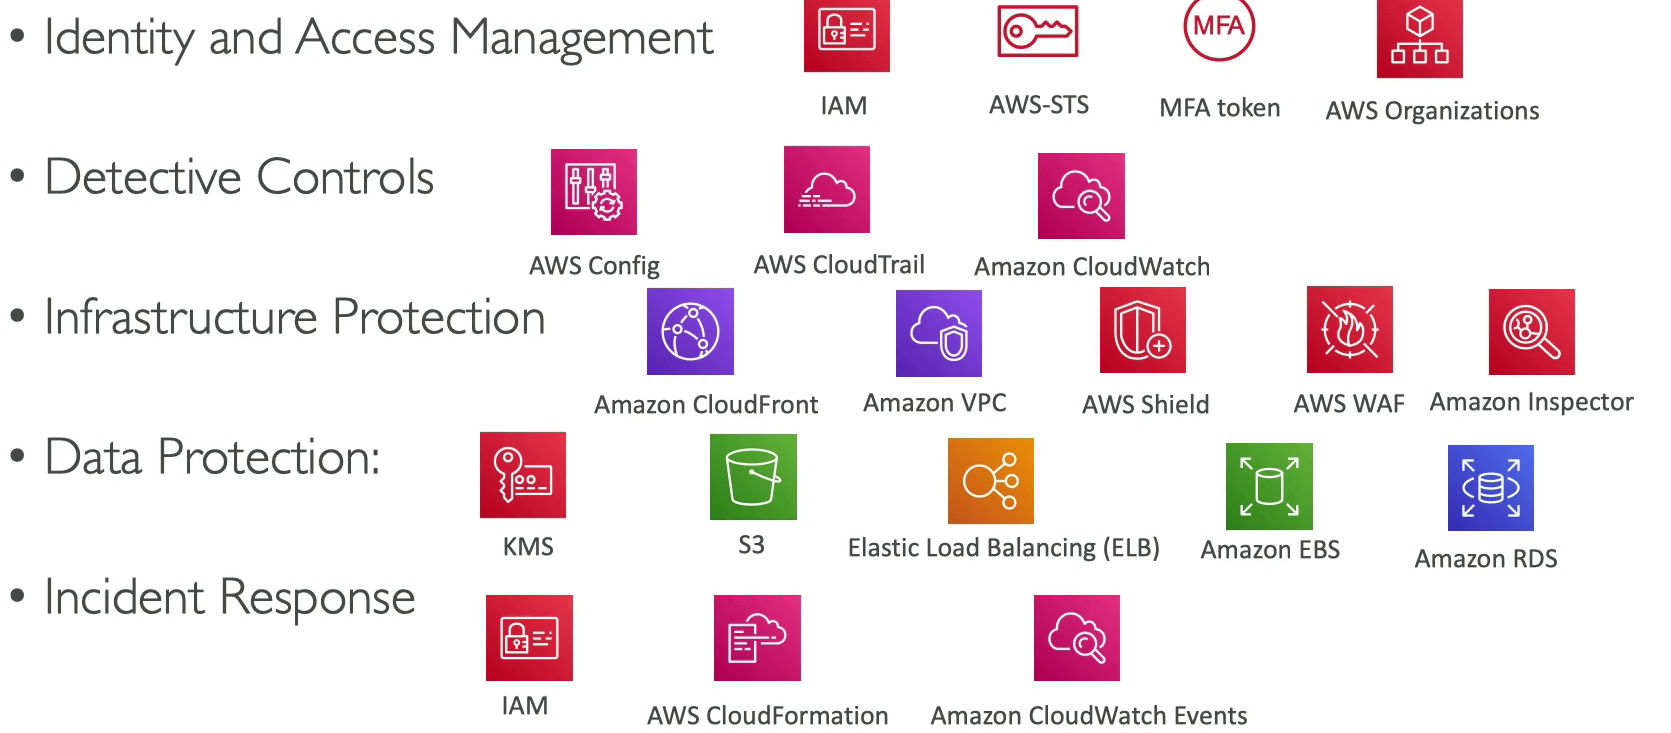 • Identity and Access Management
MFA
IAM
AWS-STS
MFA token
AWS Organizations
• Detective Controls
AWS Config
AWS CloudTrail
Amazon CloudWatch
• Infrastructure Protection
Amazon CloudFront
Amazon VPC
AWS Shield
AWS WAF
Amazon Inspector
• Data Protection:
KMS
S3
Elastic Load Balancing (ELB)
Amazon EBS
Amazon RDS
• Incident Response
IAM
AWS CloudFormation
Amazon CloudWatch Events